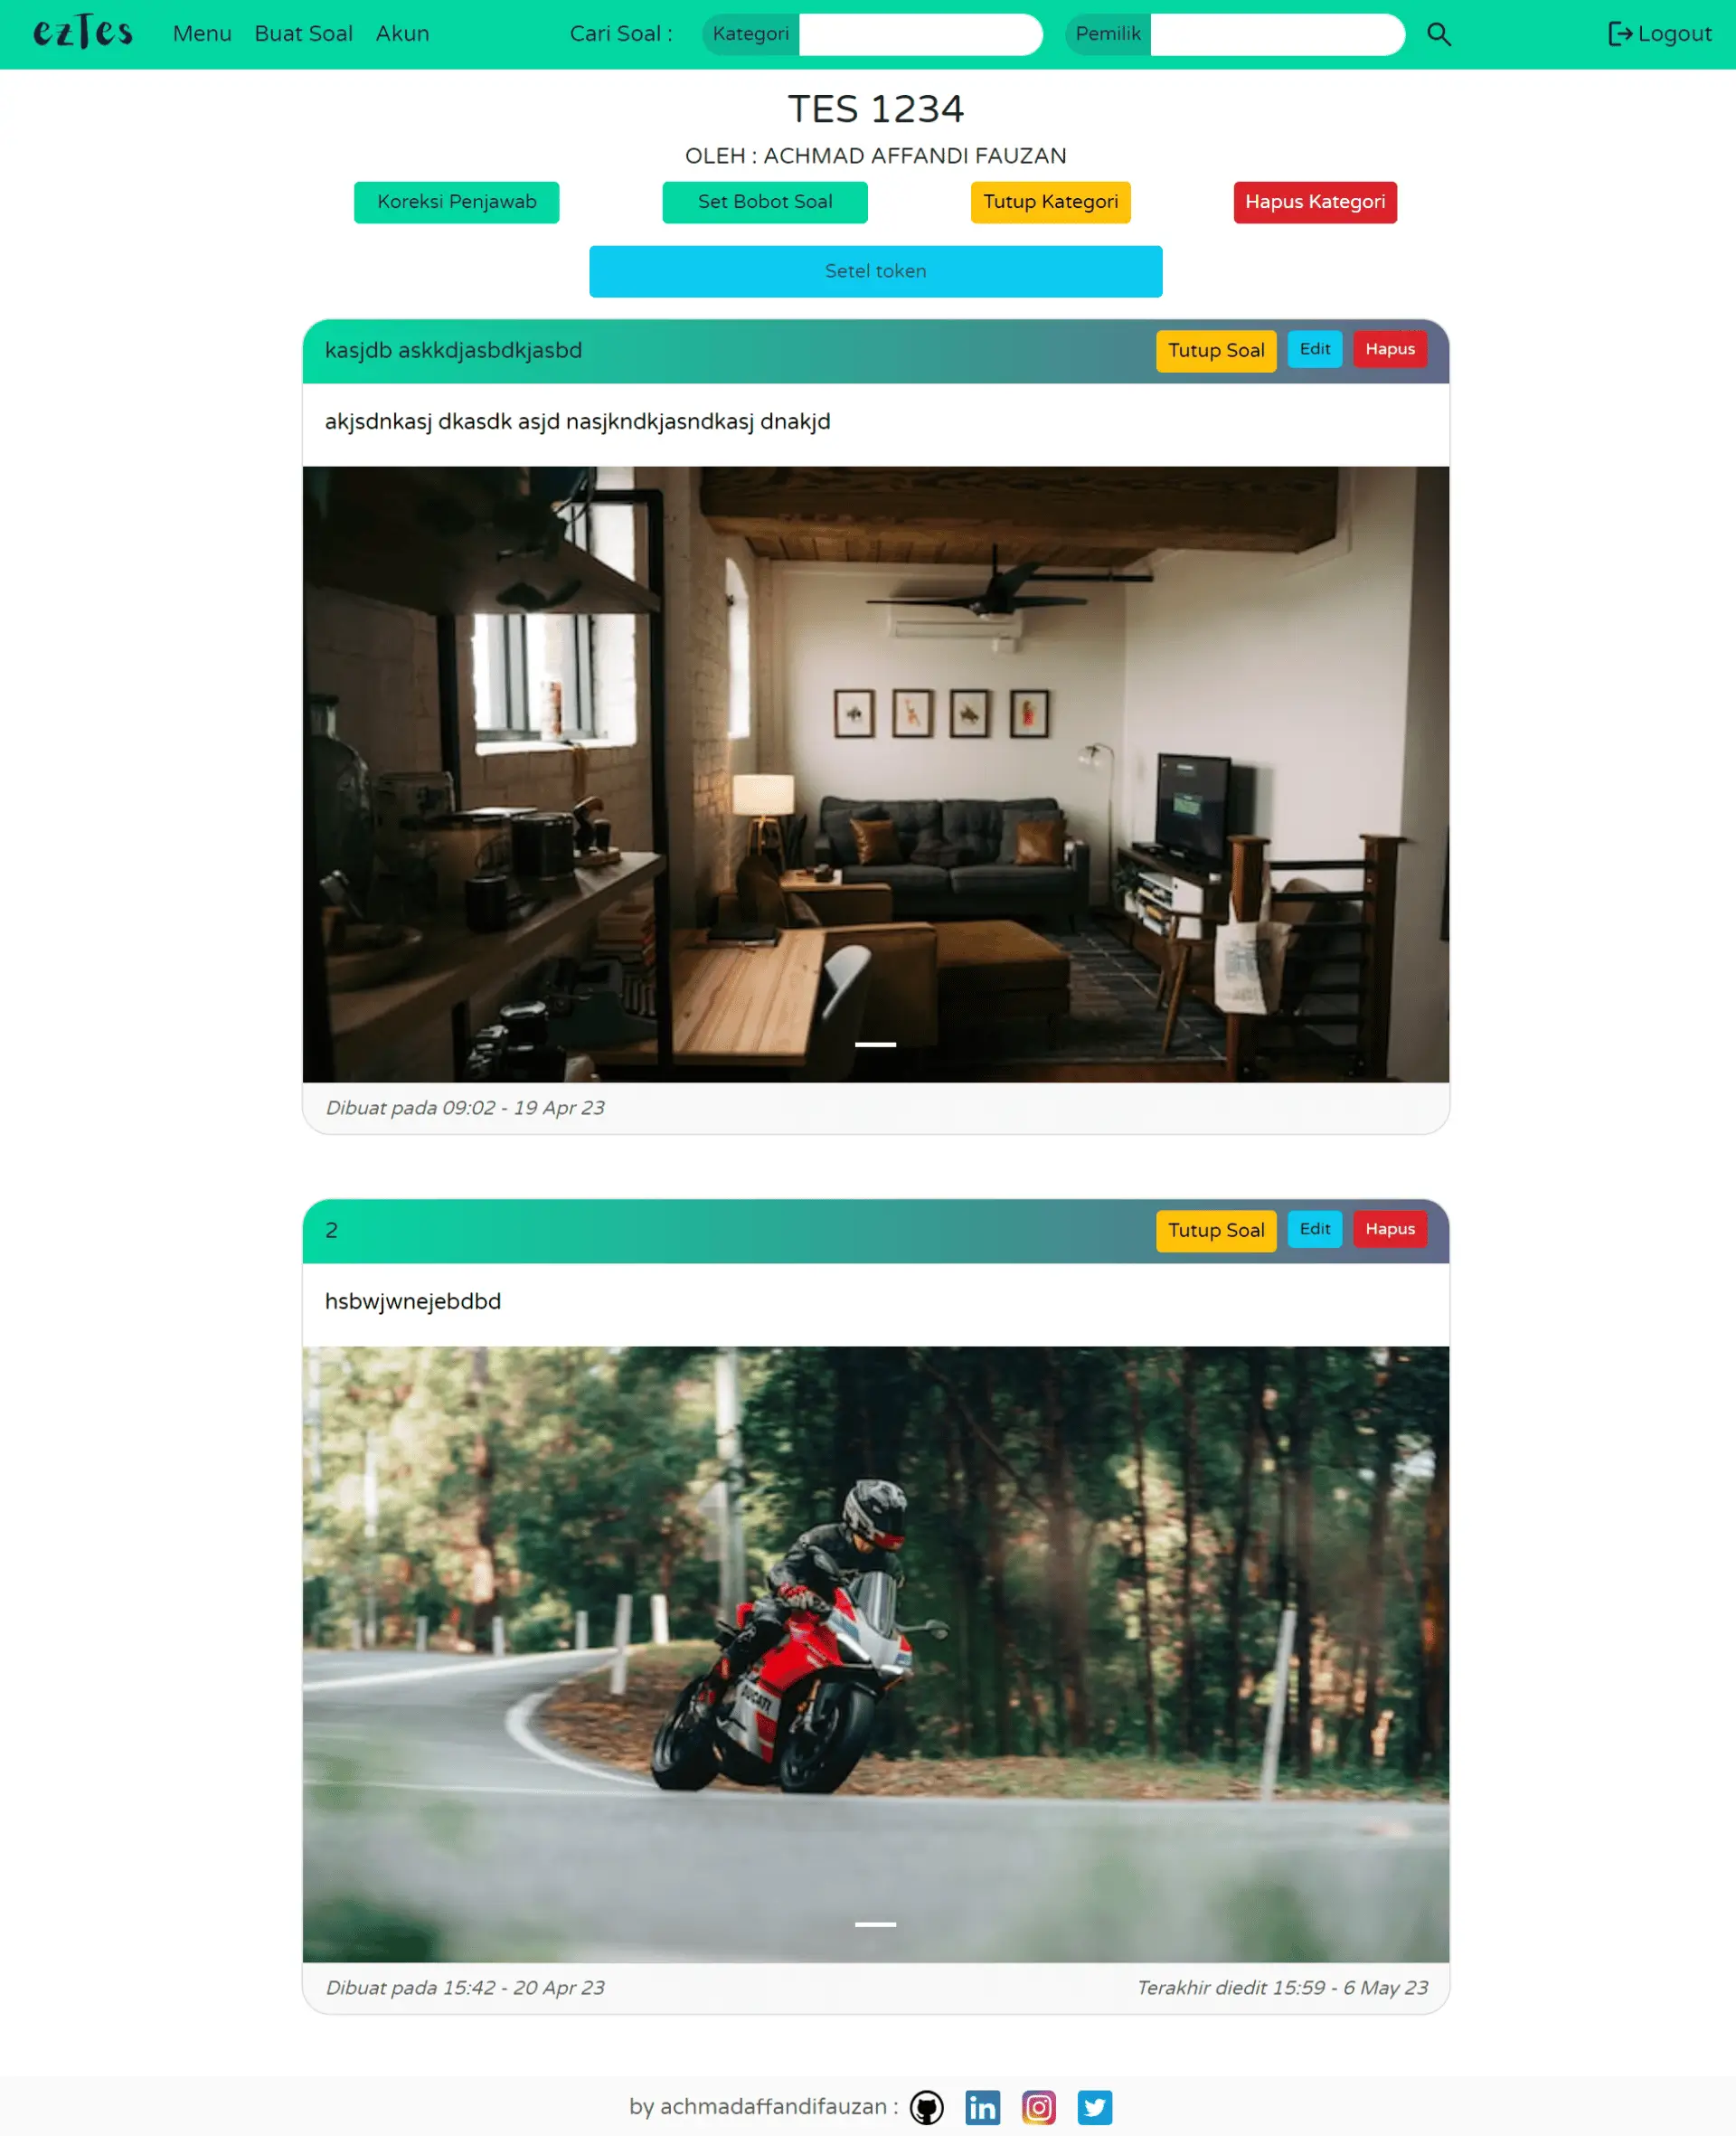 ezTes Menu Buat Soal Akun Cari Soal : Kategori Pemilik Logout
TES 1234
OLEH : ACHMAD AFFANDI FAUZAN
Koreksi Penjawab Set Bobot Soal Tutup Kategori Hapus Kategori
Setel token
kasjdb askkdjasbdkjasbd Tutup Soal Edit Hapus
akjsdnkasj dkasdk asjd nasjkndkjasndkasj dnakjd
Dibuat pada 09:02 - 19 Apr 23
2 Tutup Soal Edit Hapus
hsbwjwnejebdbd
DUCATI
Dibuat pada 15:42 - 20 Apr 23 Terakhir diedit 15:59 - 6 May 23
by achmadaffandifauzan :